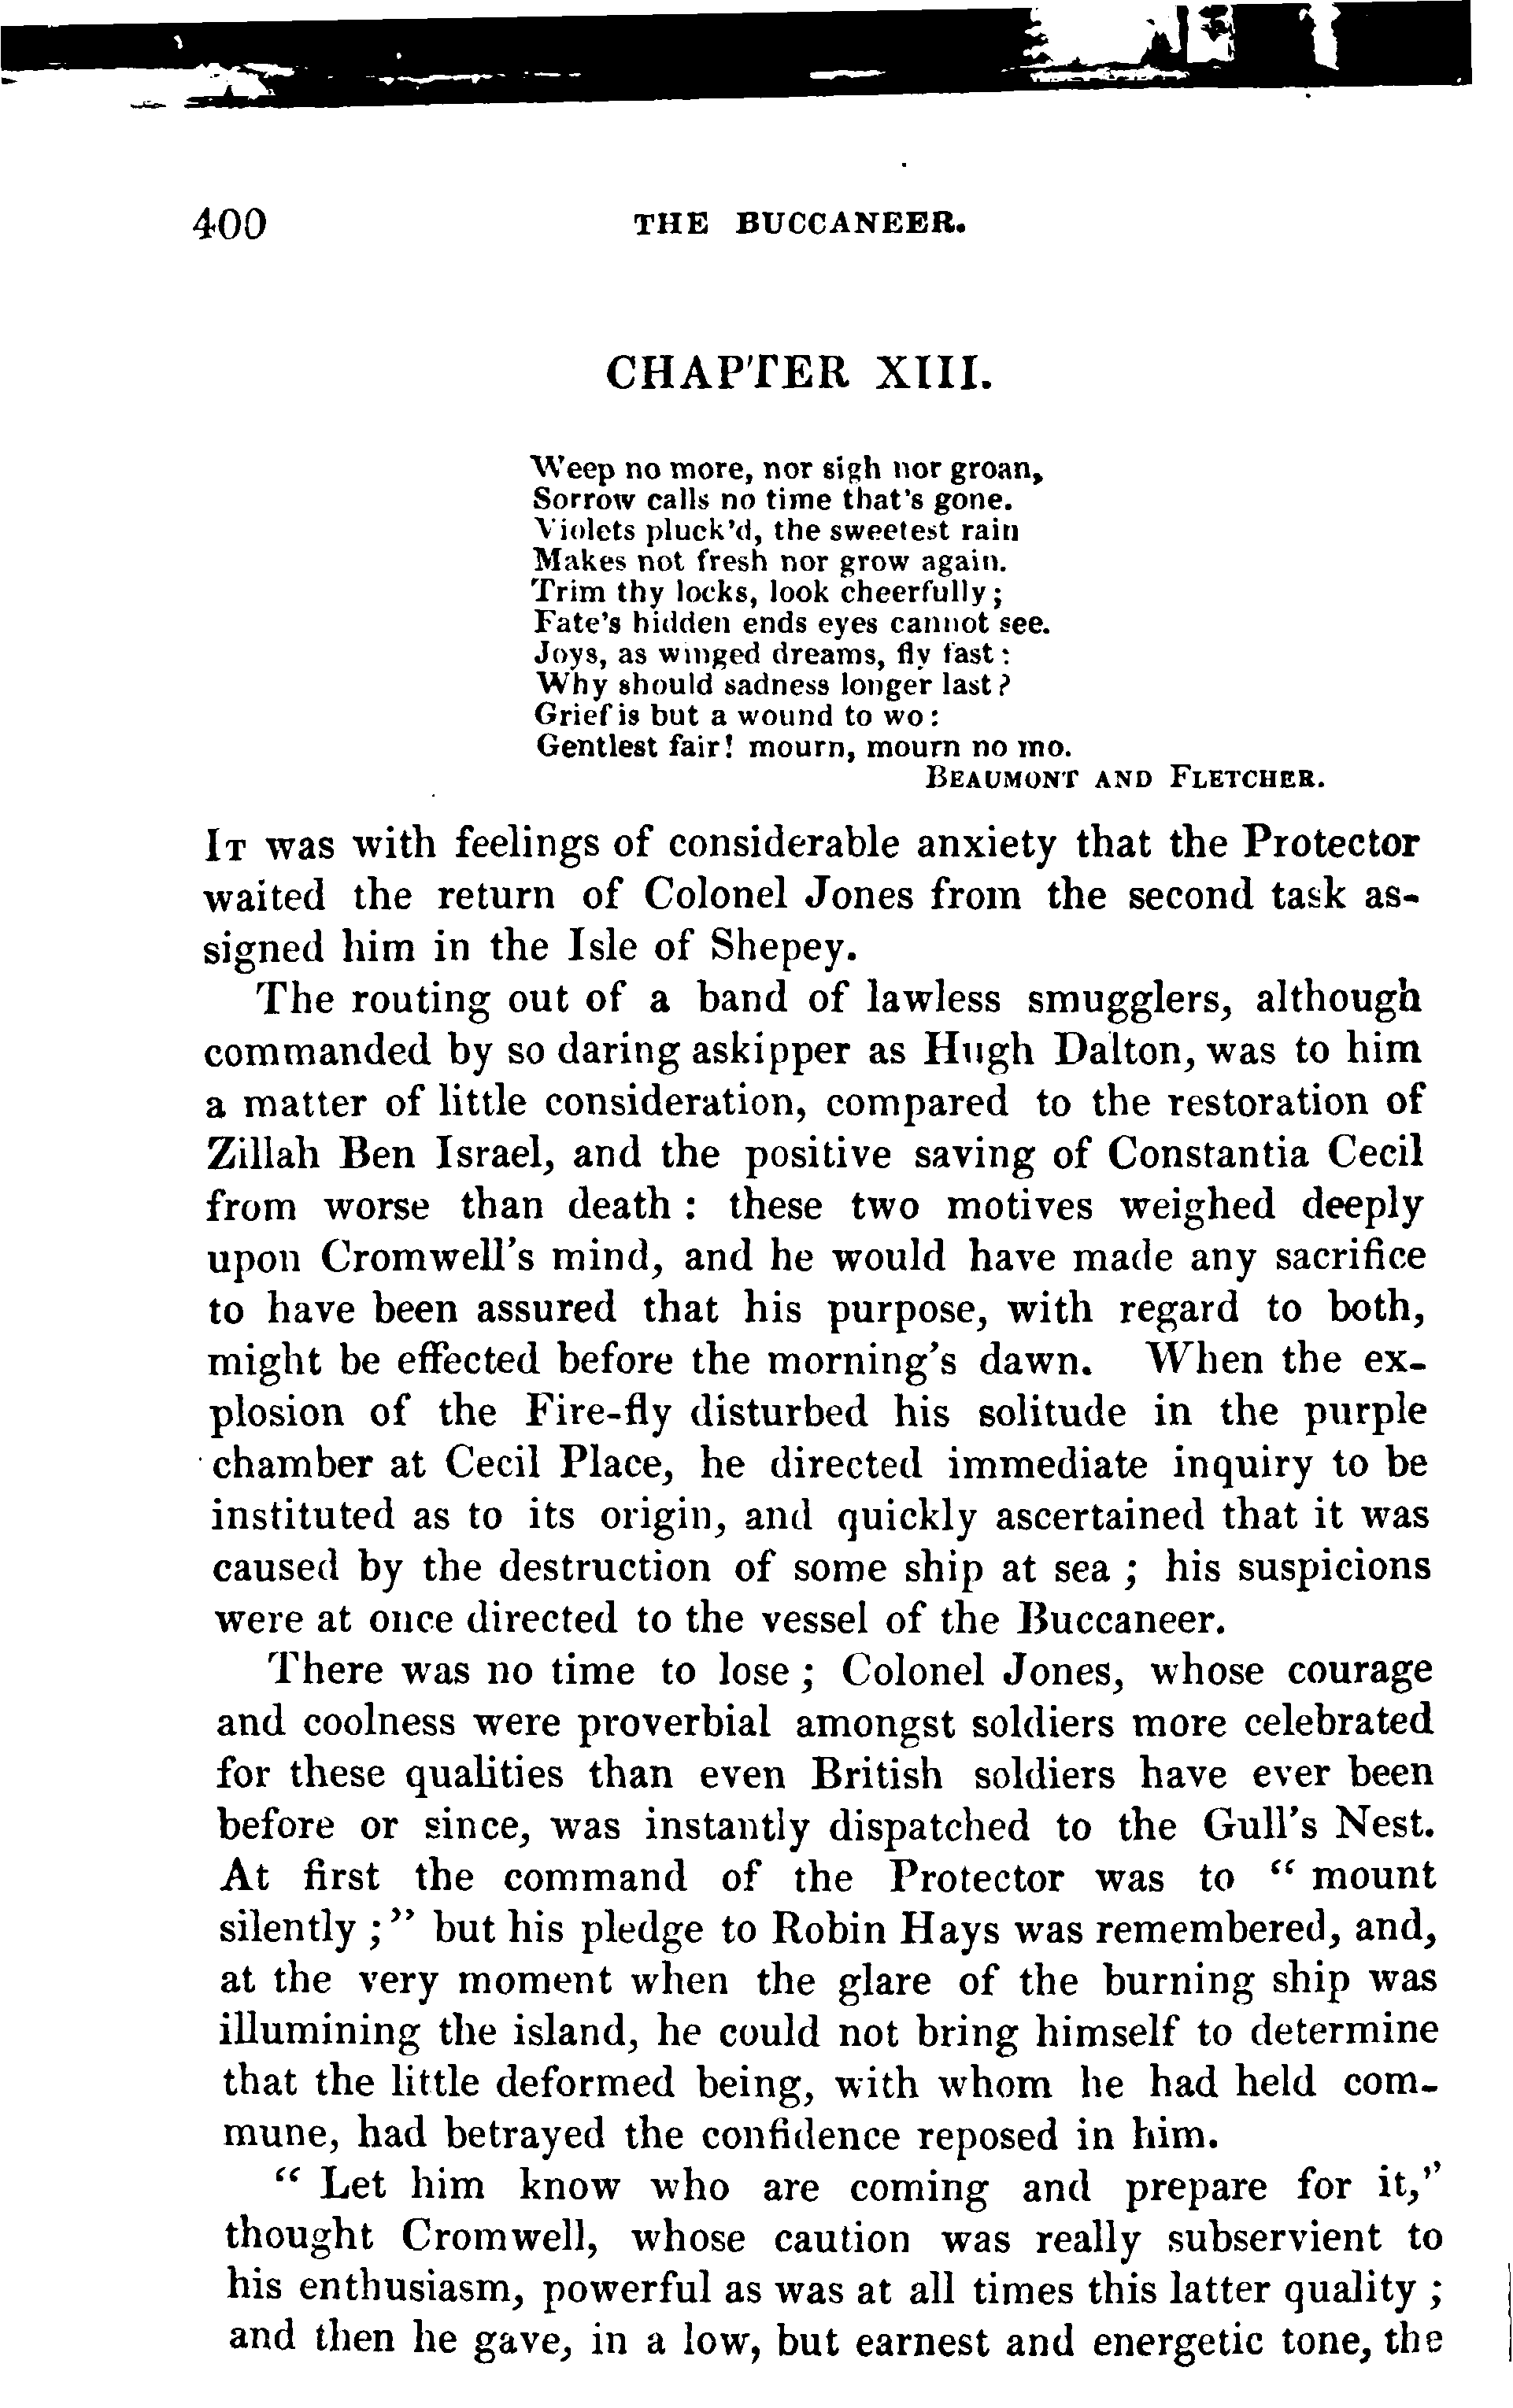 400 THE BUCCANEER.
CHAPTER XIII.
Weep no more, nor sigh nor groan,
Sorrow calls no time that's gone.
Violets pluck'd, the sweetest rain
Makes not fresh nor grow again.
Trim thy locks, look cheerfully;
Fate's hidden ends eyes cannot see.
Joys, as winged dreams, fly fast:
Why should sadness longer last?
Grief is but a wound to wo:
Gentlest fair! mourn, mourn no mo.
BEAUMONT AND FLETCHER.
IT was with feelings of considerable anxiety that the Protector
waited the return of Colonel Jones from the second task as-
signed him in the Isle of Shepey.
The routing out of a band of lawless smugglers, although
commanded by so daring askipper as Hugh Dalton, was to him
a matter of little consideration, compared to the restoration of
Zillah Ben Israel, and the positive saving of Constantia Cecil
from worse than death : these two motives weighed deeply
upon Cromwell's mind, and he would have made any sacrifice
to have been assured that his purpose, with regard to both,
might be effected before the morning's dawn. When the ex-
plosion of the Fire-fly disturbed his solitude in the purple
chamber at Cecil Place, he directed immediate inquiry to be
instituted as to its origin, and quickly ascertained that it was
caused by the destruction of some ship at sea ; his suspicions
were at once directed to the vessel of the Buccaneer.
There was no time to lose ; Colonel Jones, whose courage
and coolness were proverbial amongst soldiers more celebrated
for these qualities than even British soldiers have ever been
before or since, was instantly dispatched to the Gull's Nest.
At first the command of the Protector was to " mount
silently ;" but his pledge to Robin Hays was remembered, and,
at the very moment when the glare of the burning ship was
illumining the island, he could not bring himself to determine
that the little deformed being, with whom he had held com-
mune, had betrayed the confidence reposed in him.
" Let him know who are coming and prepare for it,"
thought Cromwell, whose caution was really subservient to
his enthusiasm, powerful as was at all times this latter quality ;
and then he gave, in a low, but earnest and energetic tone, the